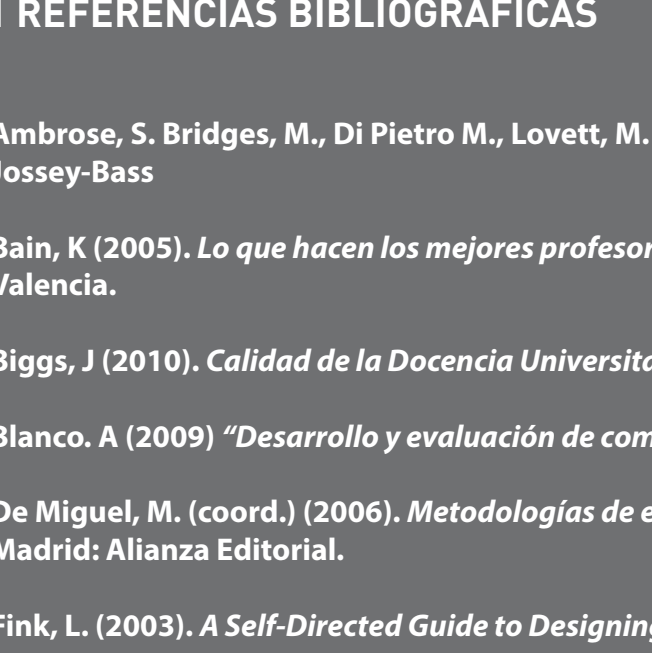 REFERENCIAS BIBLIOGRÁFICAS
Ambrose, S. Bridges, M., Di Pietro M., Lovett, M.
Jossey-Bass
Bain, K (2005). Lo que hacen los mejores profesor
Valencia.
Biggs, J (2010). Calidad de la Docencia Universita
Blanco. A (2009) “Desarrollo y evaluación de com
De Miguel, M. (coord.) (2006). Metodologías de e
Madrid: Alianza Editorial.
Fink, L. (2003). A Self-Directed Guide to Designing